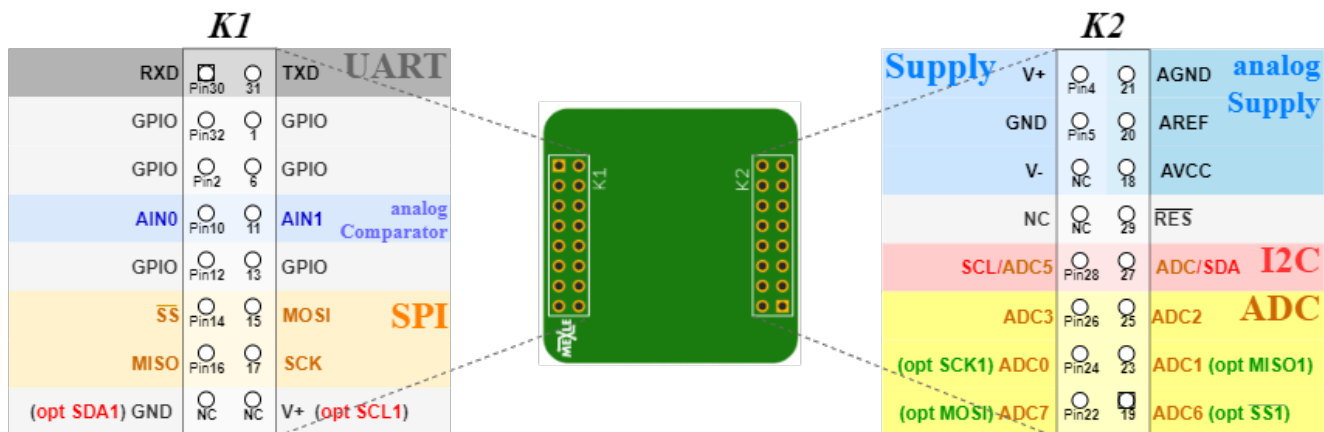 K1 K2
RXD Pin30 31 TXD UART
GPIO Pin32 1 GPIO
GPIO Pin2 6 GPIO
AIN0 Pin10 11 AIN1 analog Comparator
GPIO Pin12 13 GPIO
SS Pin14 15 MOSI SPI
MISO Pin16 17 SCK
(opt SDA1) GND NC NC V+ (opt SCL1)
K1
K2
MEXLE
Supply V+ Pin4 21 AGND analog Supply
GND Pin5 20 AREF
V- NC 18 AVCC
NC NC 29 RES
SCL/ADC5 Pin28 27 ADC/SDA I2C
ADC3 Pin26 25 ADC2 ADC
(opt SCK1) ADC0 Pin24 23 ADC1 (opt MISO1)
(opt MOSI) ADC7 Pin22 19 ADC6 (opt SS1)